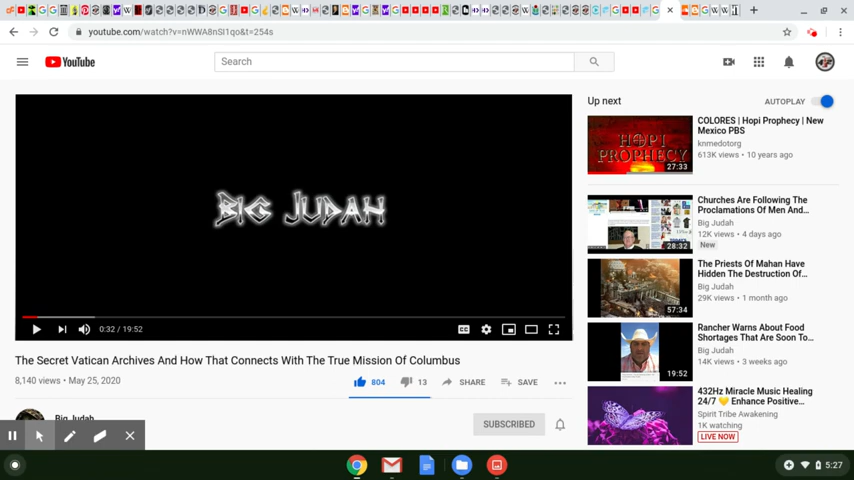 youtube.com/watch?v=nWWA8nSI1qo&t=254s
YouTube
Search
BIG JUDAH
0:32 / 19:52
The Secret Vatican Archives And How That Connects With The True Mission Of Columbus
8,140 views • May 25, 2020
804
13
SHARE
SAVE
Big Judah
SUBSCRIBED
Up next
AUTOPLAY
HOPI
PROPHECY
27:33
COLORES | Hopi Prophecy | New
Mexico PBS
knmedotorg
613K views • 10 years ago
28:32
Churches Are Following The
Proclamations Of Men And...
Big Judah
12K views • 4 days ago
New
57:34
The Priests Of Mahan Have
Hidden The Destruction Of...
Big Judah
29K views • 1 month ago
19:52
Rancher Warns About Food
Shortages That Are Soon To...
Big Judah
14K views • 3 weeks ago
432Hz Miracle Music Healing
24/7 💛 Enhance Positive...
Spirit Tribe Awakening
1K watching
LIVE NOW
5:27